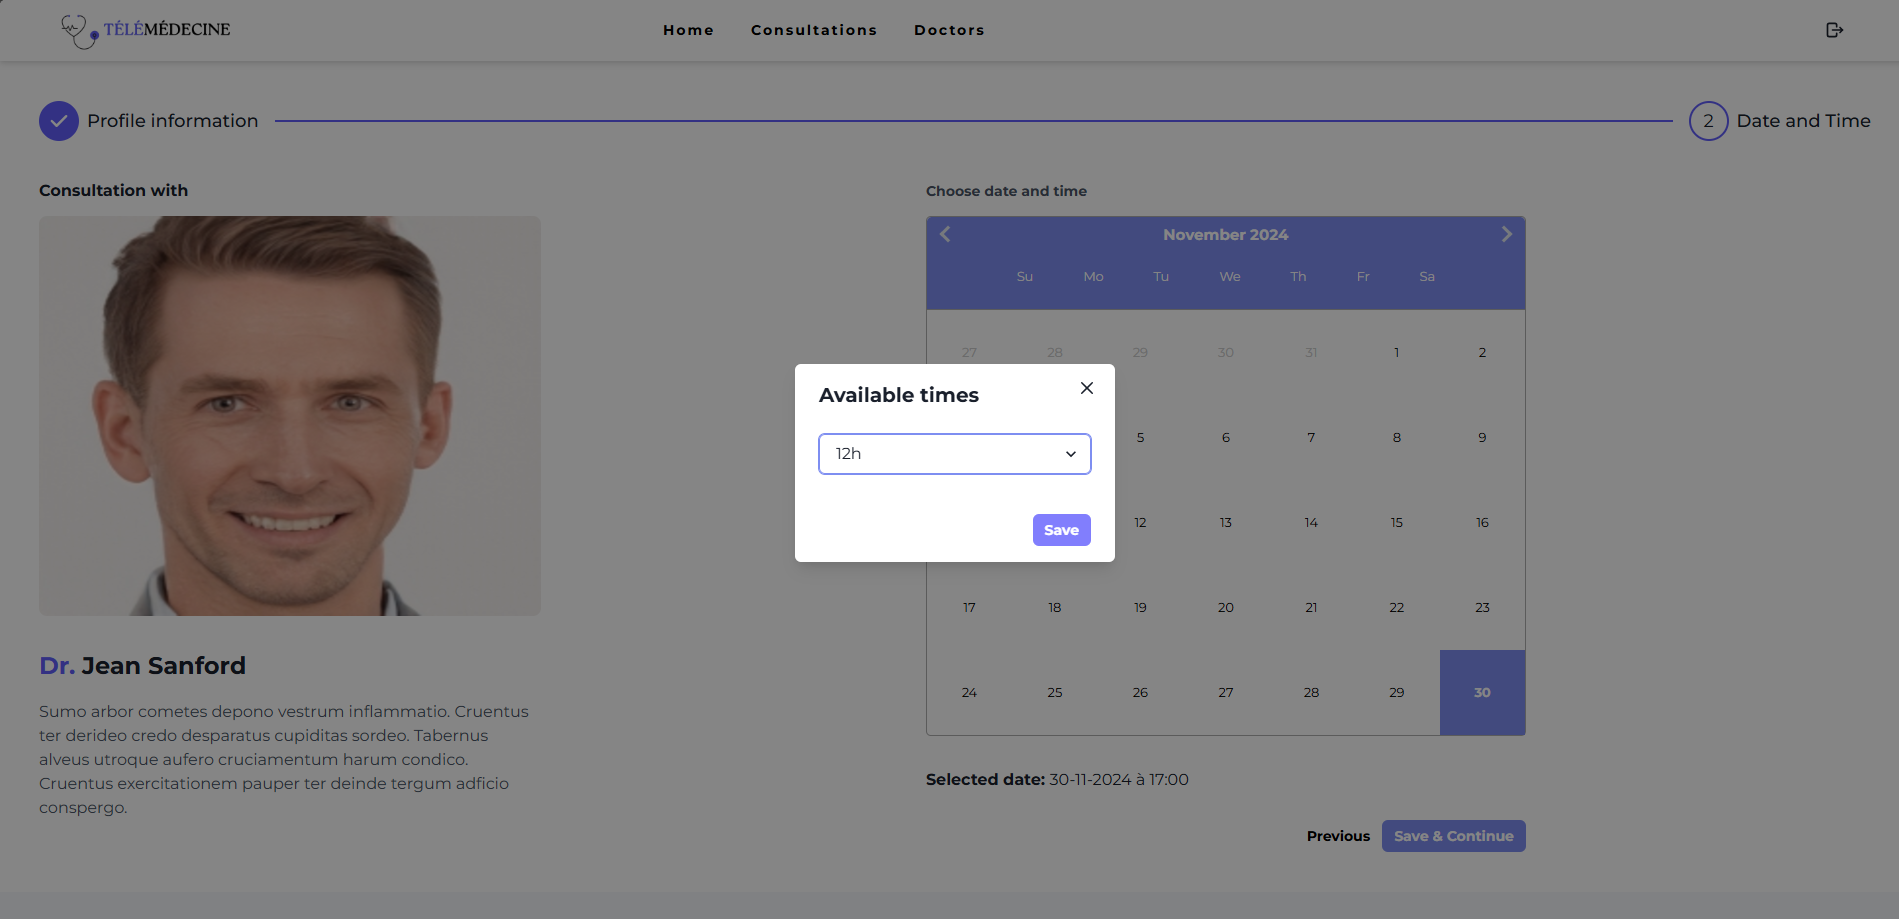 TÉLÉMÉDECINE
Home Consultations Doctors
Profile information
2 Date and Time
Consultation with
Choose date and time
November 2024
Su Mo Tu We Th Fr Sa
27 28 29 30 31 1 2
5 6 7 8 9
12 13 14 15 16
17 18 19 20 21 22 23
24 25 26 27 28 29 30
Available times
12h
Save
Dr. Jean Sanford
Sumo arbor cometes depono vestrum inflammatio. Cruentus
ter derideo credo desparatus cupiditas sordeo. Tabernus
alveus utroque aufero cruciamentum harum condico.
Cruentus exercitationem pauper ter deinde tergum adficio
conspergo.
Selected date: 30-11-2024 à 17:00
Previous Save & Continue